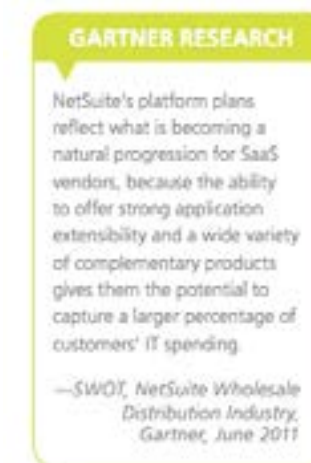 GARTNER RESEARCH
NetSuite's platform plans
reflect what is becoming a
natural progression for SaaS
vendors, because the ability
to offer strong application
extensibility and a wide variety
of complementary products
gives them the potential to
capture a larger percentage of
customers' IT spending.
—SWOT, NetSuite Wholesale
Distribution Industry,
Gartner, June 2011